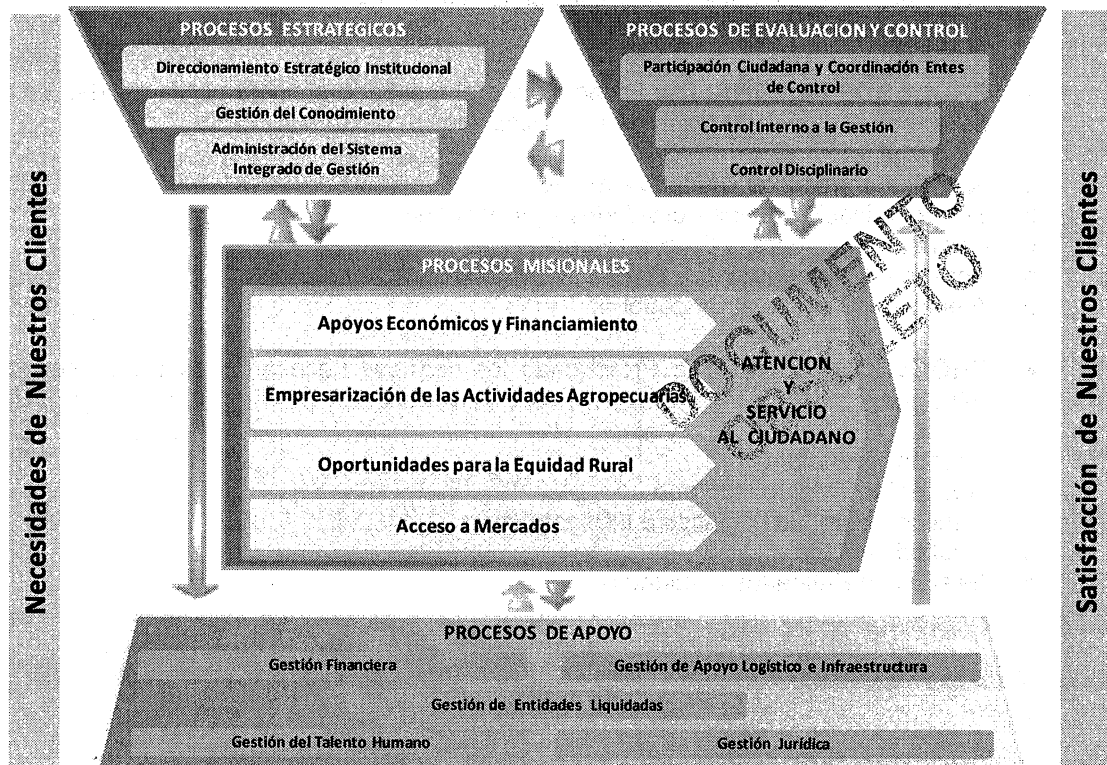 Necesidades de Nuestros Clientes
PROCESOS ESTRATEGICOS
Direccionamiento Estratégico Institucional
Gestión del Conocimiento
Administración del Sistema
Integrado de Gestión
PROCESOS DE EVALUACION Y CONTROL
Participación Ciudadana y Coordinación Entes
de Control
Control Interno a la Gestión
Control Disciplinario
PROCESOS MISIONALES
Apoyos Económicos y Financiamiento
Empresarización de las Actividades Agropecuarias
Oportunidades para la Equidad Rural
Acceso a Mercados
ATENCION
Y
SERVICIO
AL CIUDADANO
DOCUMENTO
OBSOLETO
PROCESOS DE APOYO
Gestión Financiera
Gestión de Apoyo Logístico e Infraestructura
Gestión de Entidades Liquidadas
Gestión del Talento Humano
Gestión Jurídica
Satisfacción de Nuestros Clientes